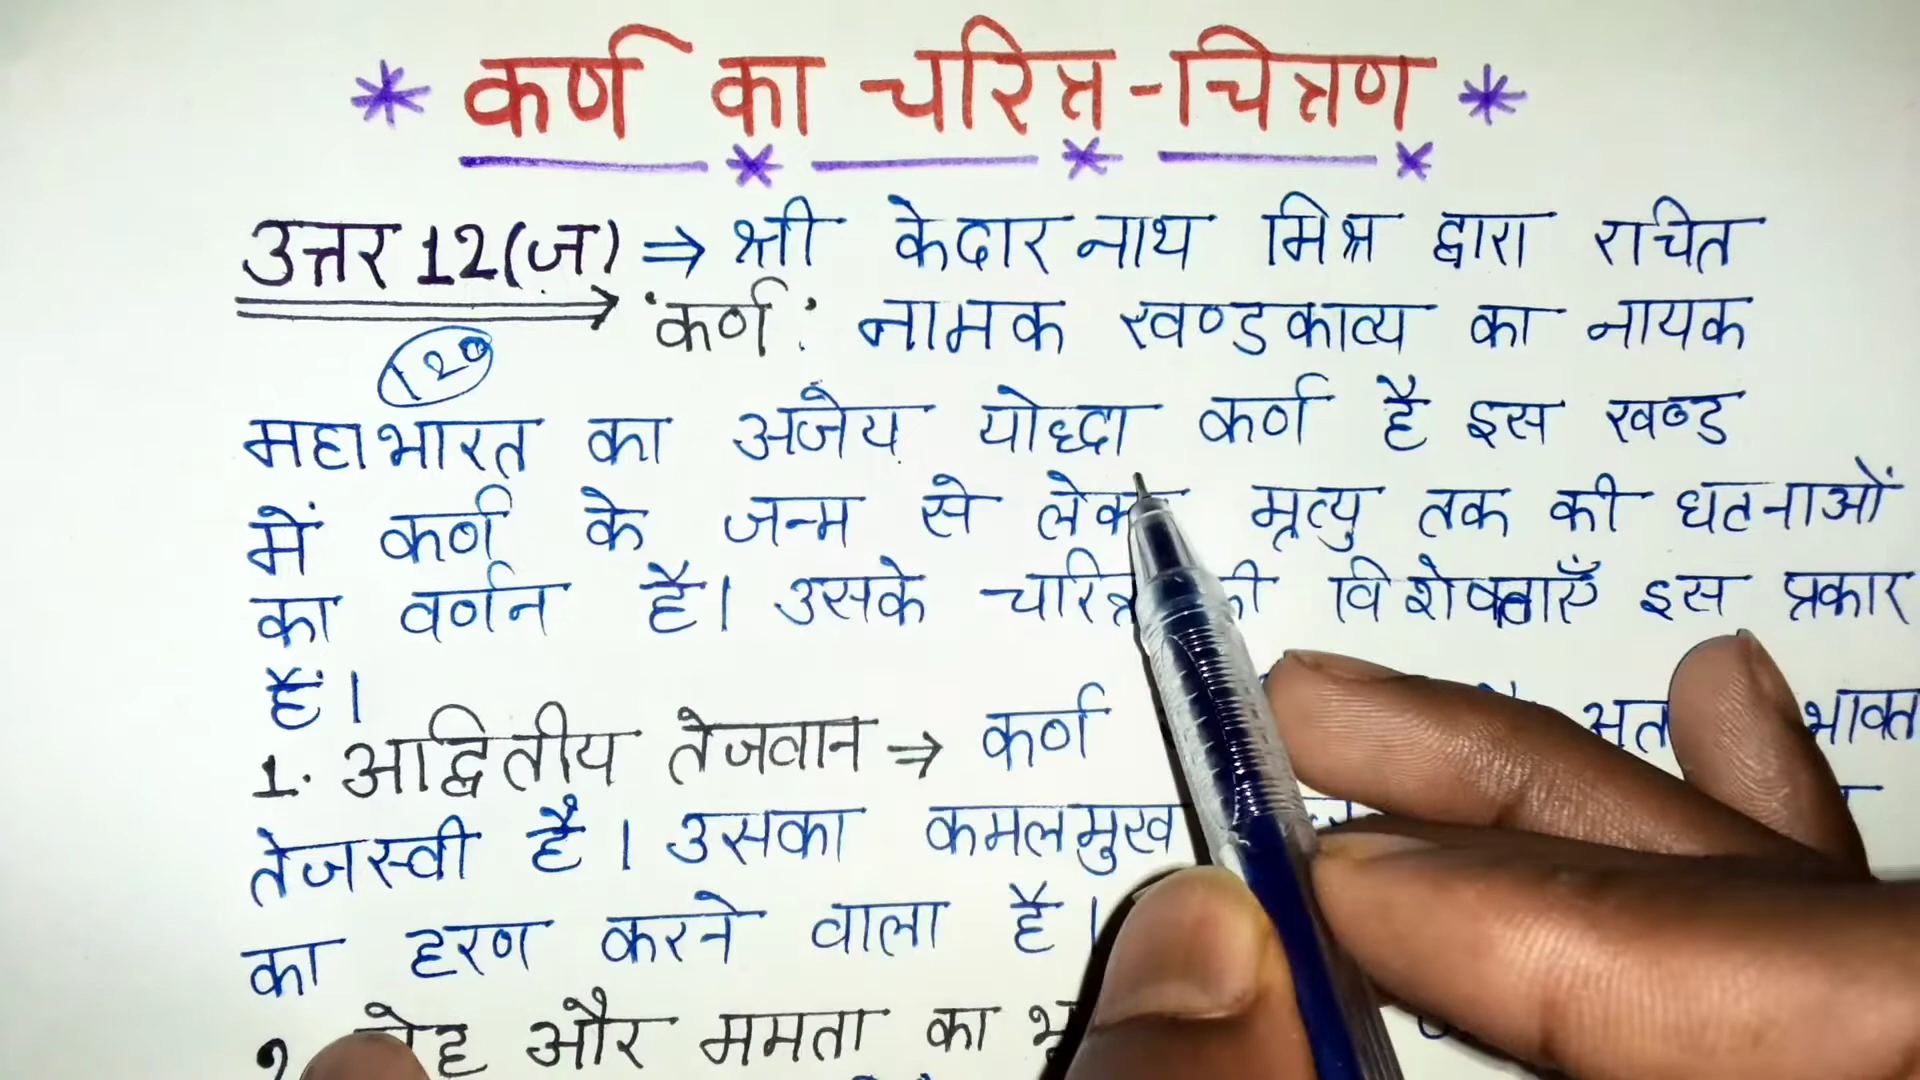 * कर्ण का चरित्र-चित्रण *
उत्तर 12(ज) ⇒ श्री केदार नाथ मिश्र द्वारा रचित
'कर्ण' नामक खण्डकाव्य का नायक
120
महाभारत का अजेय योद्धा कर्ण है इस खण्ड
में कर्ण के जन्म से लेकर मृत्यु तक की घटनाओं
का वर्णन है। उसके चरित्र की विशेषताएँ इस प्रकार
हैं।
1. अद्वितीय तेजवान ⇒ कर्ण
तेजस्वी है। उसका कमलमुख
का हरण करने वाला है।
और ममता का